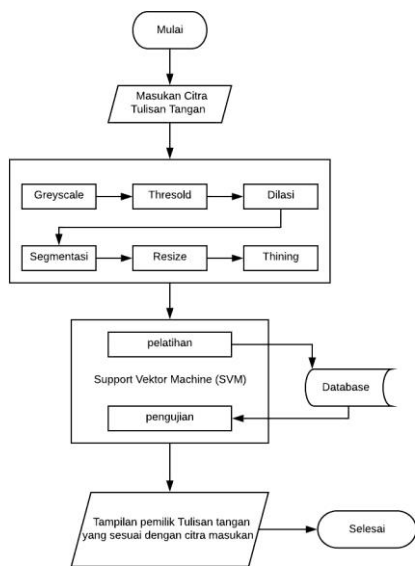 Mulai
Masukan Citra
Tulisan Tangan
Greyscale
Thresold
Dilasi
Segmentasi
Resize
Thining
pelatihan
Support Vektor Machine (SVM)
Database
pengujian
Tampilan pemilik Tulisan tangan
yang sesuai dengan citra masukan
Selesai